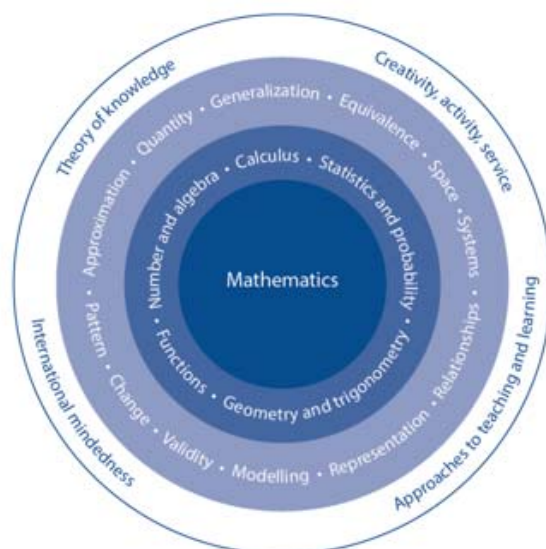 Theory of knowledge
Creativity, activity, service
Approaches to teaching and learning
International mindedness
Approximation • Quantity • Generalization • Equivalence • Space • Systems • Relationships • Representation • Modelling • Validity • Change • Pattern •
Number and algebra • Calculus • Statistics and probability • Geometry and trigonometry • Functions •
Mathematics